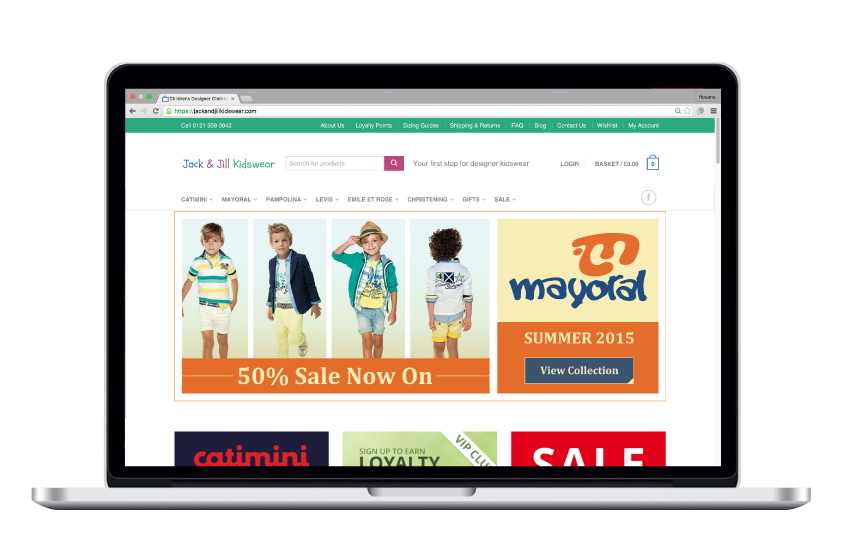 Childrens Designer Clothes
https://jackandjillkidswear.com
Call 0121 308 0842
About Us
Loyalty Points
Sizing Guides
Shipping & Returns
FAQ
Blog
Contact Us
Wishlist
My Account
Jack & Jill Kidswear
Search for products
Your first stop for designer kidswear
LOGIN
BASKET / £0.00
0
CATIMINI
MAYORAL
PAMPOLINA
LEVIS
EMILE ET ROSE
CHRISTENING
GIFTS
SALE
f
mayoral
50% Sale Now On
SUMMER 2015
View Collection
catimini
SIGN UP TO EARN
LOYALTY
VIP CLU
SALE